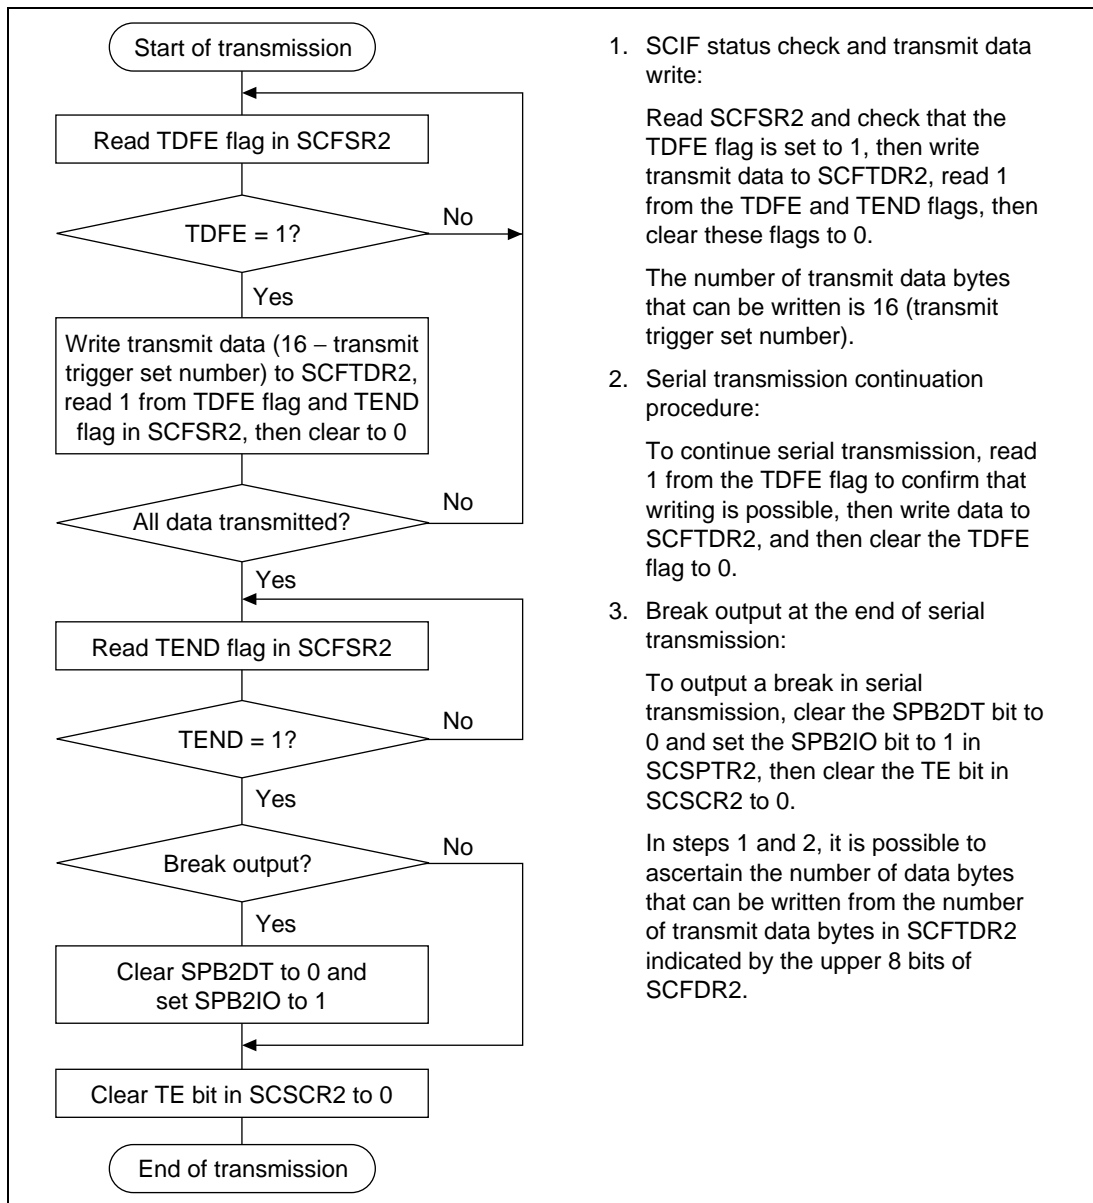 Start of transmission
Read TDFE flag in SCFSR2
TDFE = 1?
No
Yes
Write transmit data (16 − transmit
trigger set number) to SCFTDR2,
read 1 from TDFE flag and TEND
flag in SCFSR2, then clear to 0
All data transmitted?
No
Yes
Read TEND flag in SCFSR2
TEND = 1?
No
Yes
Break output?
No
Yes
Clear SPB2DT to 0 and
set SPB2IO to 1
Clear TE bit in SCSCR2 to 0
End of transmission
1. SCIF status check and transmit data
write:
Read SCFSR2 and check that the
TDFE flag is set to 1, then write
transmit data to SCFTDR2, read 1
from the TDFE and TEND flags, then
clear these flags to 0.
The number of transmit data bytes
that can be written is 16 (transmit
trigger set number).
2. Serial transmission continuation
procedure:
To continue serial transmission, read
1 from the TDFE flag to confirm that
writing is possible, then write data to
SCFTDR2, and then clear the TDFE
flag to 0.
3. Break output at the end of serial
transmission:
To output a break in serial
transmission, clear the SPB2DT bit to
0 and set the SPB2IO bit to 1 in
SCSPTR2, then clear the TE bit in
SCSCR2 to 0.
In steps 1 and 2, it is possible to
ascertain the number of data bytes
that can be written from the number
of transmit data bytes in SCFTDR2
indicated by the upper 8 bits of
SCFDR2.